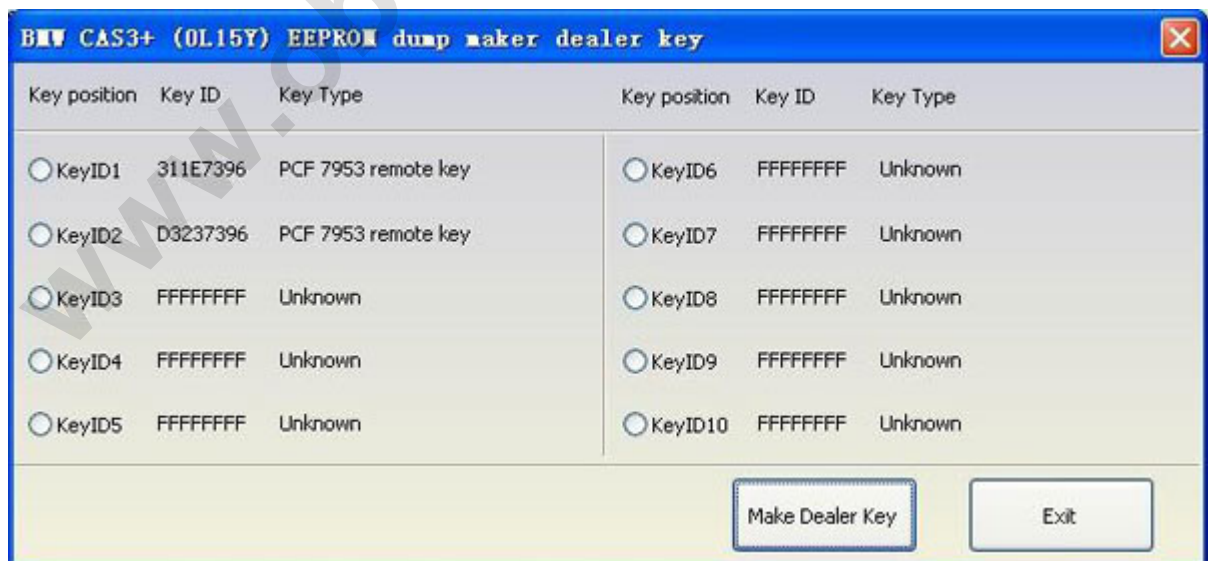 BMW CAS3+ (0L15Y) EEPROM dump maker dealer key
Key position Key ID Key Type Key position Key ID Key Type
KeyID1 311E7396 PCF 7953 remote key KeyID6 FFFFFFFF Unknown
KeyID2 D3237396 PCF 7953 remote key KeyID7 FFFFFFFF Unknown
KeyID3 FFFFFFFF Unknown KeyID8 FFFFFFFF Unknown
KeyID4 FFFFFFFF Unknown KeyID9 FFFFFFFF Unknown
KeyID5 FFFFFFFF Unknown KeyID10 FFFFFFFF Unknown
Make Dealer Key Exit